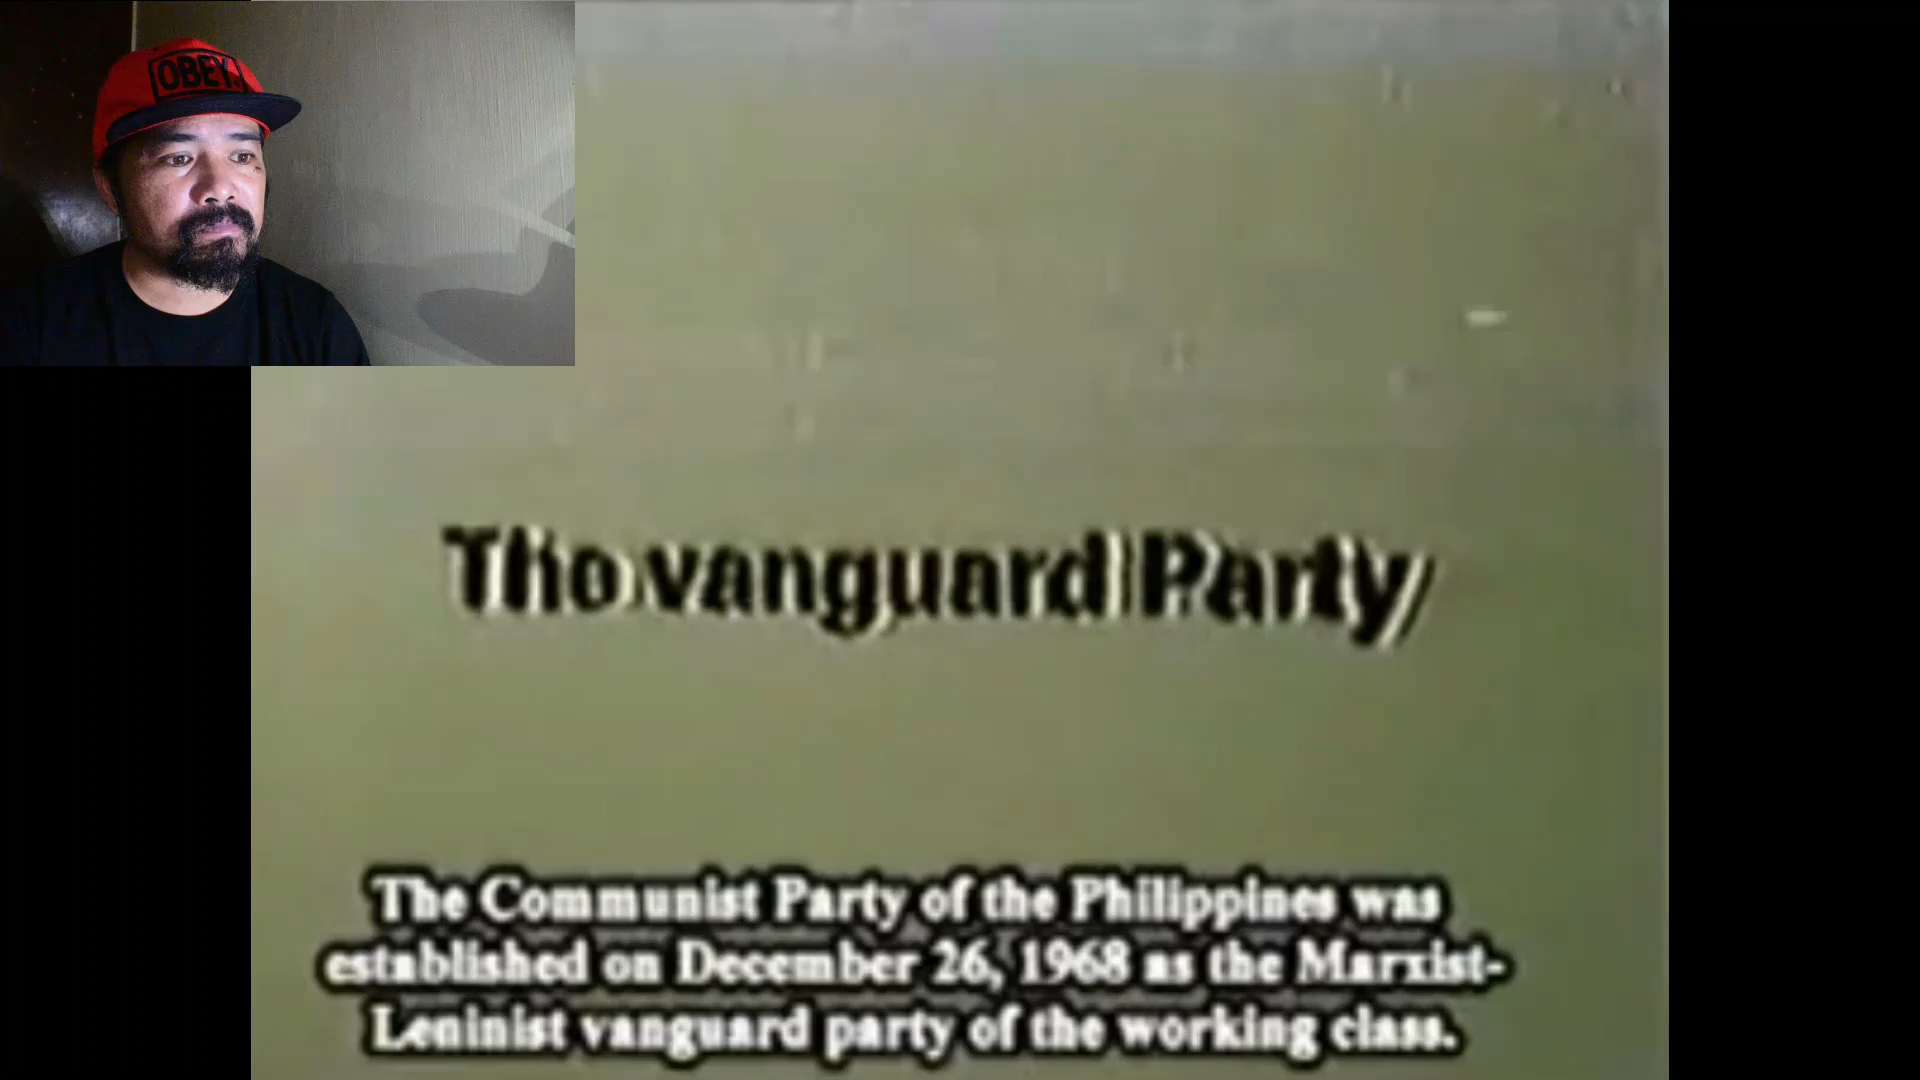 OBEY.
The vanguard Party
The Communist Party of the Philippines was
established on December 26, 1968 as the Marxist-
Leninist vanguard party of the working class.